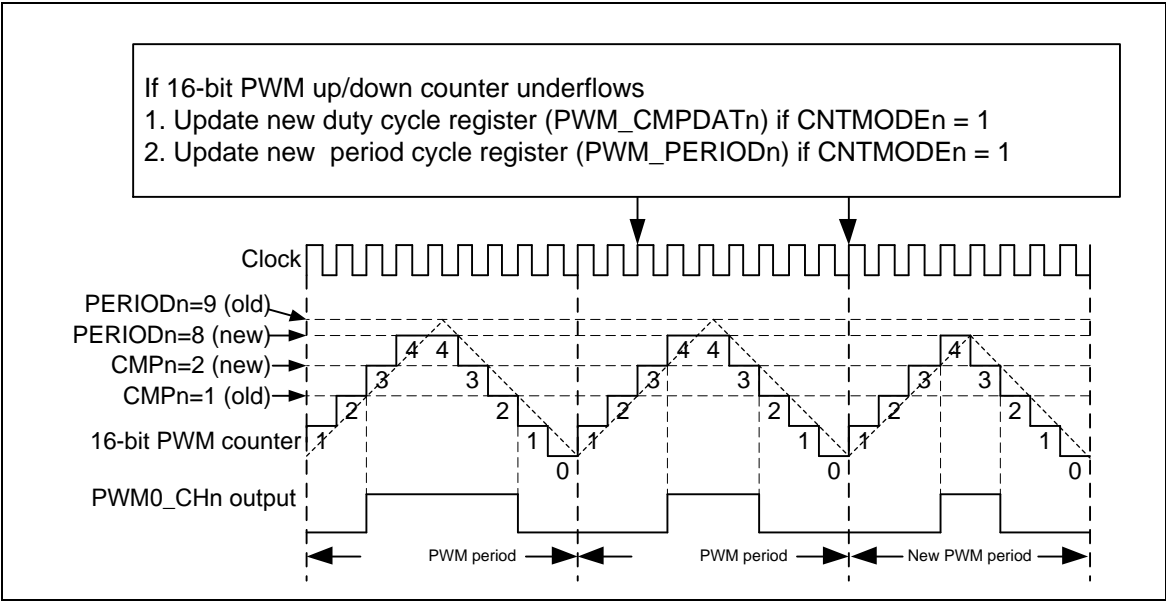 If 16-bit PWM up/down counter underflows
1. Update new duty cycle register (PWM_CMPDATn) if CNTMODEn = 1
2. Update new period cycle register (PWM_PERIODn) if CNTMODEn = 1
Clock
PERIODn=9 (old)
PERIODn=8 (new)
CMPn=2 (new)
CMPn=1 (old)
16-bit PWM counter
1 2 3 4 4 3 2 1 0
1 2 3 4 4 3 2 1 0
1 2 3 4 3 2 1 0
PWM0_CHn output
PWM period
PWM period
New PWM period